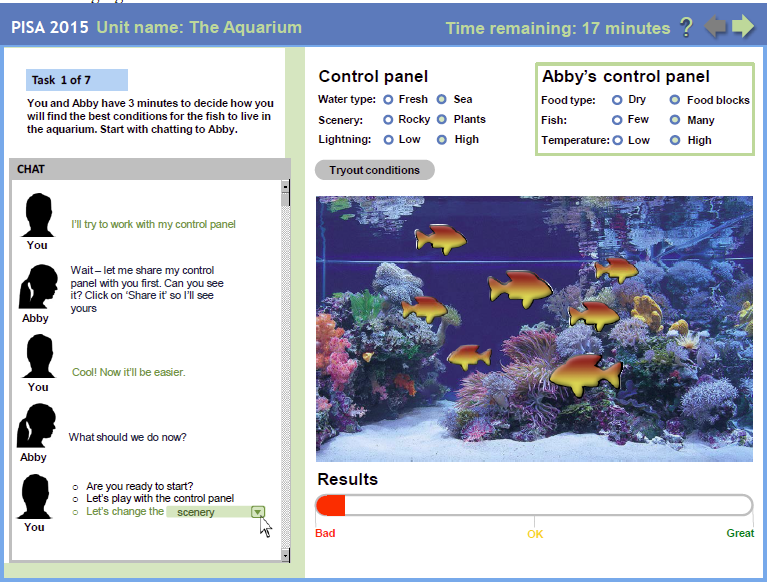 PISA 2015 Unit name: The Aquarium
Time remaining: 17 minutes ?
Task 1 of 7
You and Abby have 3 minutes to decide how you
will find the best conditions for the fish to live in
the aquarium. Start with chatting to Abby.
CHAT
I'll try to work with my control panel
You
Wait – let me share my control
panel with you first. Can you see
it? Click on 'Share it' so I'll see
yours
Abby
Cool! Now it'll be easier.
You
What should we do now?
Abby
Are you ready to start?
Let's play with the control panel
Let's change the scenery
You
Control panel
Water type: Fresh Sea
Scenery: Rocky Plants
Lightning: Low High
Tryout conditions
Abby's control panel
Food type: Dry Food blocks
Fish: Few Many
Temperature: Low High
Results
Bad OK Great